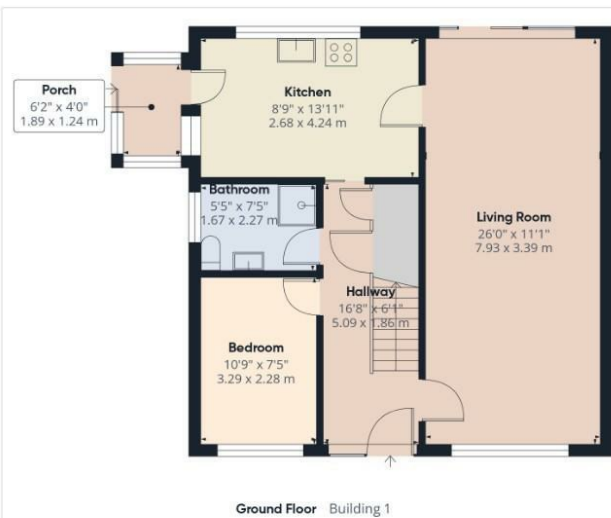 Porch
6'2" x 4'0"
1.89 x 1.24 m
Kitchen
8'9" x 13'11"
2.68 x 4.24 m
Bathroom
5'5" x 7'5"
1.67 x 2.27 m
Living Room
26'0" x 11'1"
7.93 x 3.39 m
Hallway
16'8" x 6'1"
5.09 x 1.86 m
Bedroom
10'9" x 7'5"
3.29 x 2.28 m
Ground Floor Building 1